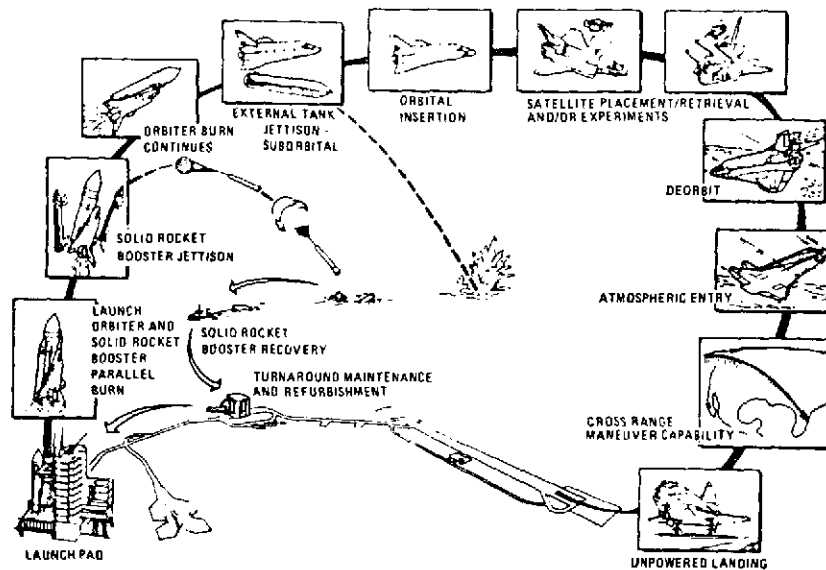 ORBITER BURN
CONTINUES
EXTERNAL TANK
JETTISON -
SUBORBITAL
ORBITAL
INSERTION
SATELLITE PLACEMENT/RETRIEVAL
AND/OR EXPERIMENTS
DEORBIT
SOLID ROCKET
BOOSTER JETTISON
ATMOSPHERIC ENTRY
LAUNCH
ORBITER AND
SOLID ROCKET
BOOSTER
PARALLEL
BURN
SOLID ROCKET
BOOSTER RECOVERY
TURNAROUND MAINTENANCE
AND REFURBISHMENT
CROSS RANGE
MANEUVER CAPABILITY
LAUNCH PAD
UNPOWERED LANDING